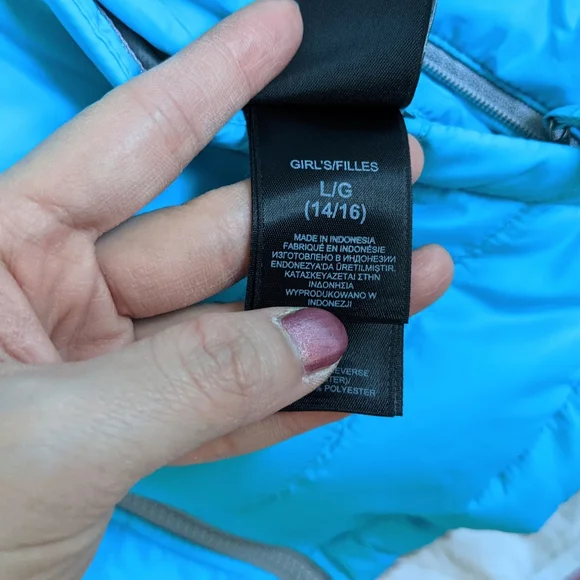 GIRL'S/FILLES
L/G
(14/16)
MADE IN INDONESIA
FABRIQUÉ EN INDONÉSIE
ИЗГОТОВЛЕНО В ИНДОНЕЗИИ
ENDONEZYA'DA ÜRETILMIŞTIR.
ΚΑΤΑΣΚΕΥΑΖΕΤΑΙ ΣΤΗΝ
ΙΝΔΟΝΗΣΙΑ
WYPRODUKOWANO W
INDONEZJI
REVERSE
POLYESTER